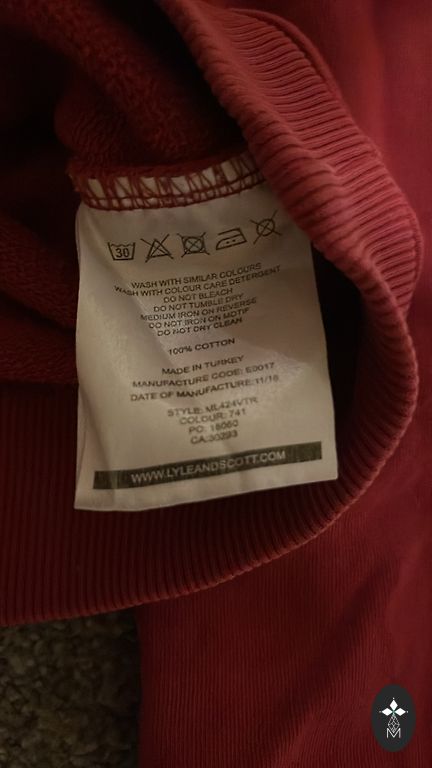 30
WASH WITH SIMILAR COLOURS
WASH WITH COLOUR CARE DETERGENT
DO NOT BLEACH
DO NOT TUMBLE DRY
MEDIUM IRON ON REVERSE
DO NOT IRON ON MOTIF
DO NOT DRY CLEAN
100% COTTON
MADE IN TURKEY
MANUFACTURE CODE: E0017
DATE OF MANUFACTURE:11/16
STYLE: ML424VTR
COLOUR: 741
PO: 18060
CA:30293
WWW.LYLEANDSCOTT.COM
M